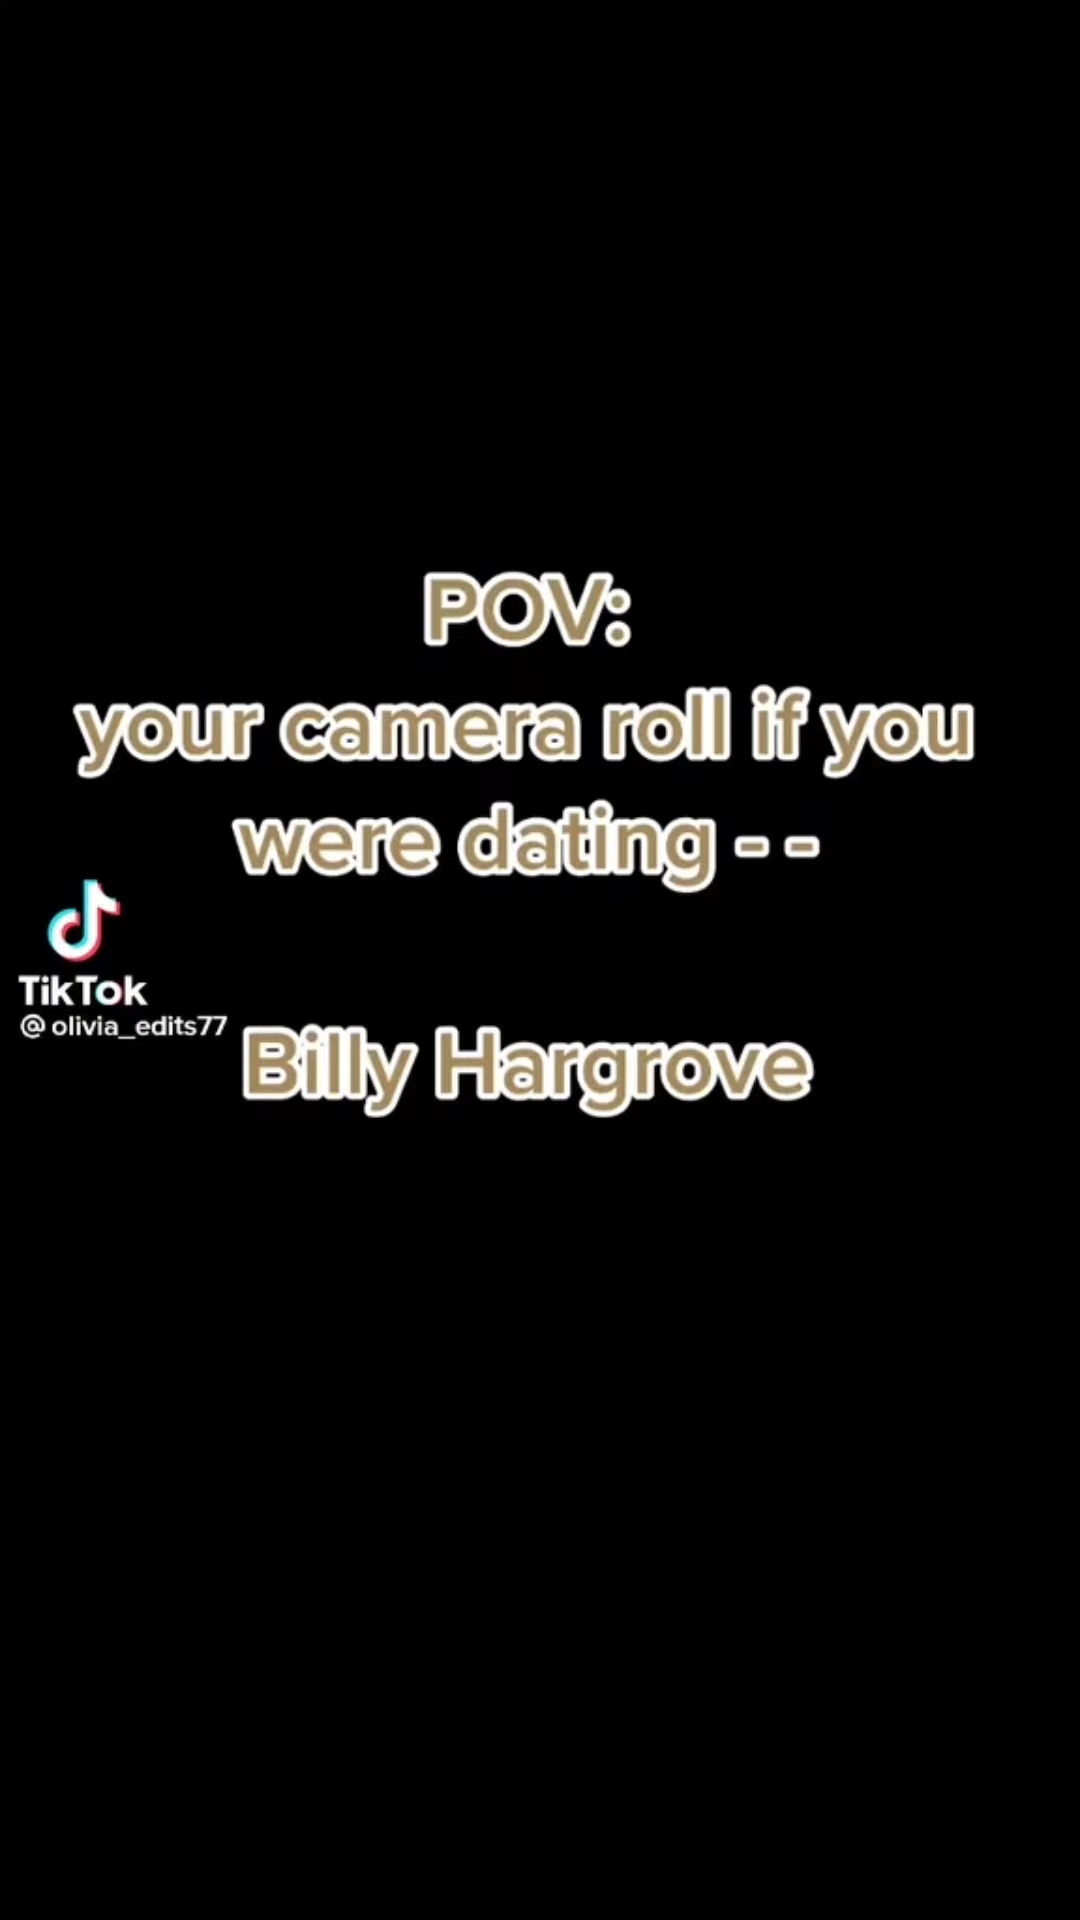 POV:
your camera roll if you
were dating - -
TikTok
@ olivia_edits77
Billy Hargrove